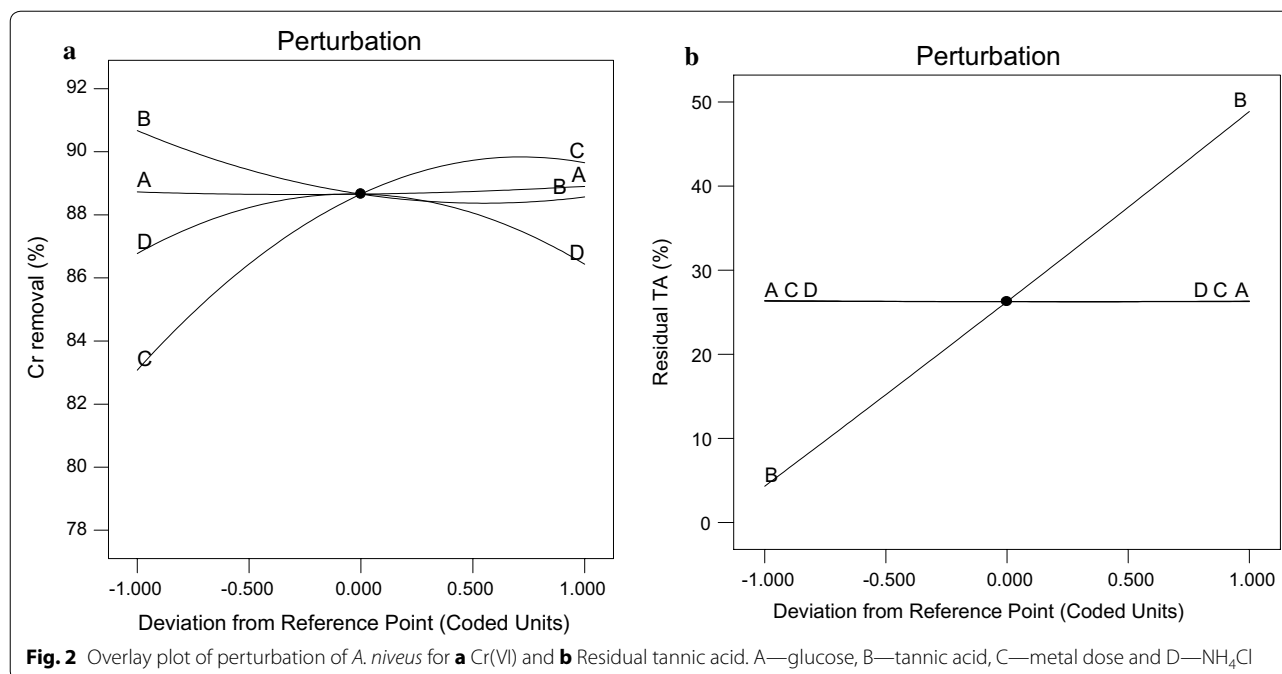 a
Perturbation
92
90
88
86
84
82
80
78
Cr removal (%)
B
A
D
C
C
A
B
D
-1.000 -0.500 0.000 0.500 1.000
Deviation from Reference Point (Coded Units)
b
Perturbation
50
40
30
20
10
0
Residual TA (%)
B
A C D
D C A
B
-1.000 -0.500 0.000 0.500 1.000
Deviation from Reference Point (Coded Units)
Fig. 2 Overlay plot of perturbation of A. niveus for a Cr(VI) and b Residual tannic acid. A—glucose, B—tannic acid, C—metal dose and D—NH₄Cl